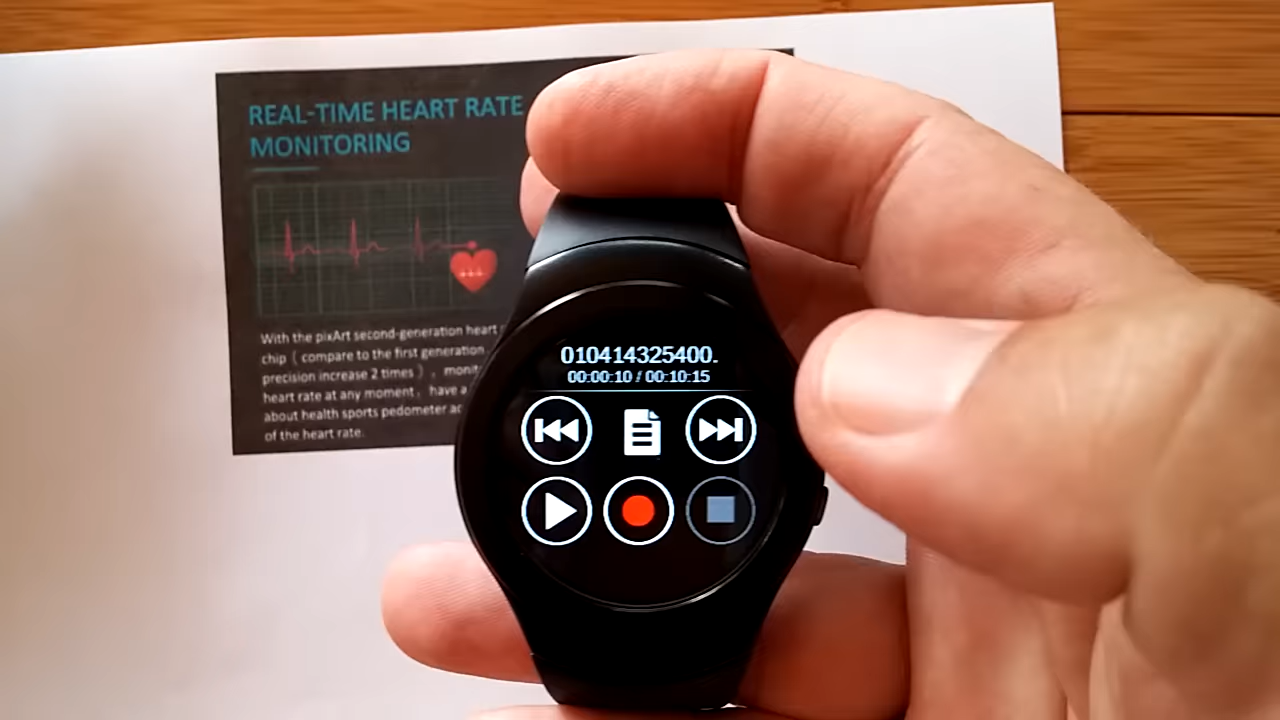 REAL-TIME HEART RATE
MONITORING
With the pixArt second-generation heart
chip ( compare to the first generation
precision increase 2 times ) , monit
heart rate at any moment , have a
about health sports pedometer ac
of the heart rate.
010414325400.
00:00:10 / 00:10:15